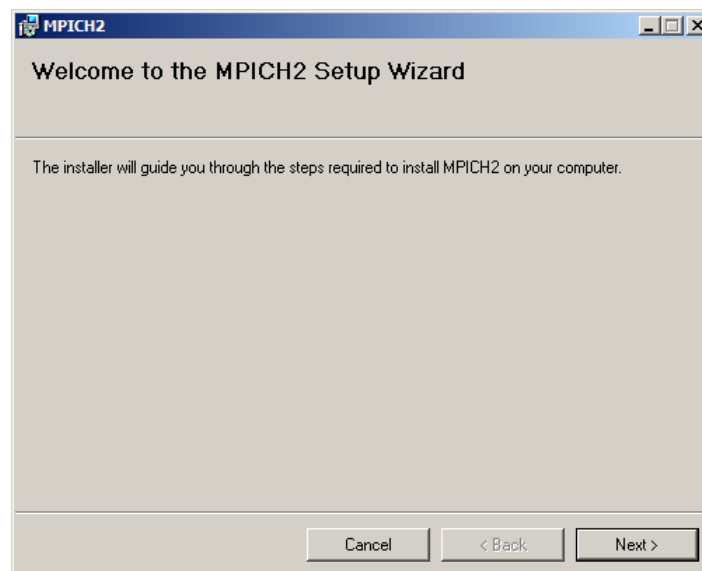 MPICH2
Welcome to the MPICH2 Setup Wizard
The installer will guide you through the steps required to install MPICH2 on your computer.
Cancel
< Back
Next >